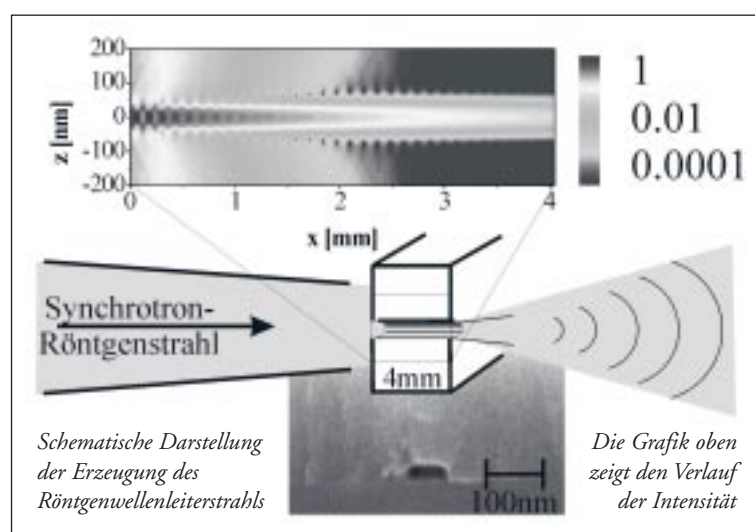 200
100
0
-100
-200
z [nm]
0 1 2 3 4
x [mm]
1
0.01
0.0001
Synchrotron-
Röntgenstrahl
4mm
100nm
Schematische Darstellung
der Erzeugung des
Röntgenwellenleiterstrahls
Die Grafik oben
zeigt den Verlauf
der Intensität